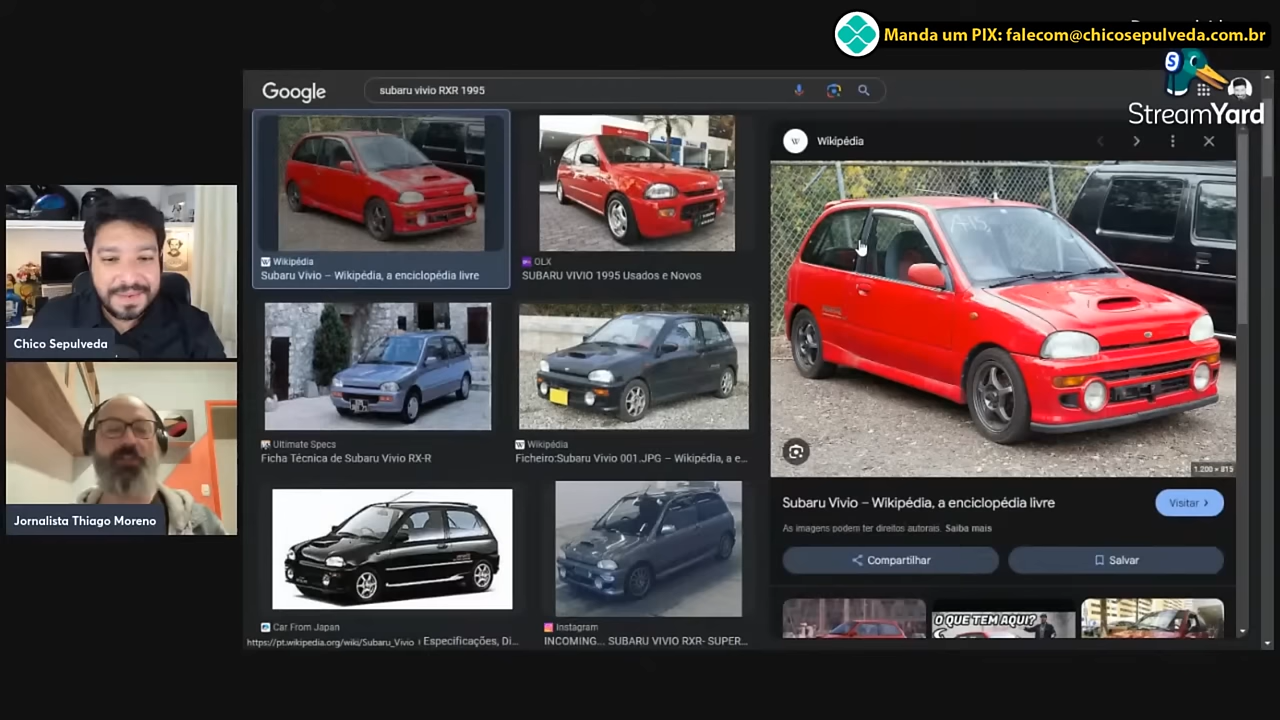 Manda um PIX: falecom@chicosepulveda.com.br
S
StreamYard
Google
subaru vivio RXR 1995
W
Wikipédia
Wikipédia
Subaru Vivio – Wikipédia, a enciclopédia livre
OLX
SUBARU VIVIO 1995 Usados e Novos
Ultimate Specs
Ficha Técnica de Subaru Vivio RX-R
Wikipédia
Ficheiro:Subaru Vivio 001.JPG – Wikipédia, a e...
1.200 × 815
Subaru Vivio – Wikipédia, a enciclopédia livre
Visitar
As imagens podem ter direitos autorais. Saiba mais
Compartilhar
Salvar
Car From Japan
Especificações, Di...
https://pt.wikipedia.org/wiki/Subaru_Vivio
Instagram
INCOMING... SUBARU VIVIO RXR- SUPER...
O QUE TEM AQUI?
Chico Sepulveda
Jornalista Thiago Moreno